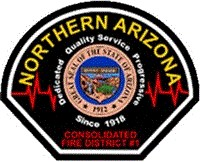 NORTHERN ARIZONA
Dedicated Quality Service Progressive
GREAT SEAL OF THE STATE OF ARIZONA
1912
Since 1918
CONSOLIDATED
FIRE DISTRICT #1